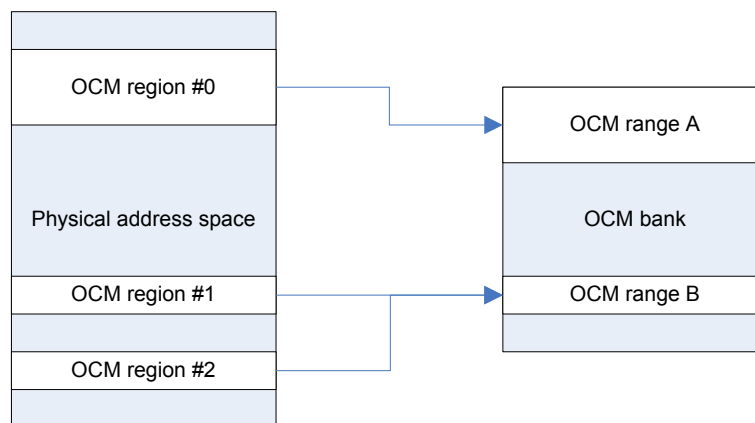 OCM region #0
OCM range A
Physical address space
OCM bank
OCM region #1
OCM range B
OCM region #2